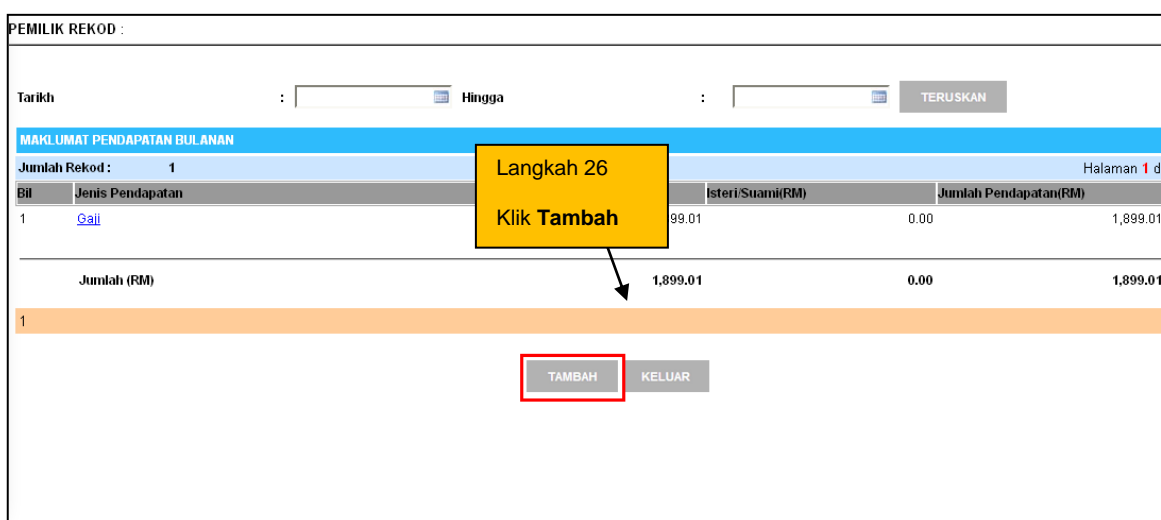 PEMILIK REKOD :
Tarikh : Hingga : TERUSKAN
MAKLUMAT PENDAPATAN BULANAN
Jumlah Rekod : 1 Halaman 1 d
Bil Jenis Pendapatan Isteri/Suami(RM) Jumlah Pendapatan(RM)
1 Gaji 99.01 0.00 1,899.01
Jumlah (RM) 1,899.01 0.00 1,899.01
1
TAMBAH KELUAR
Langkah 26
Klik Tambah